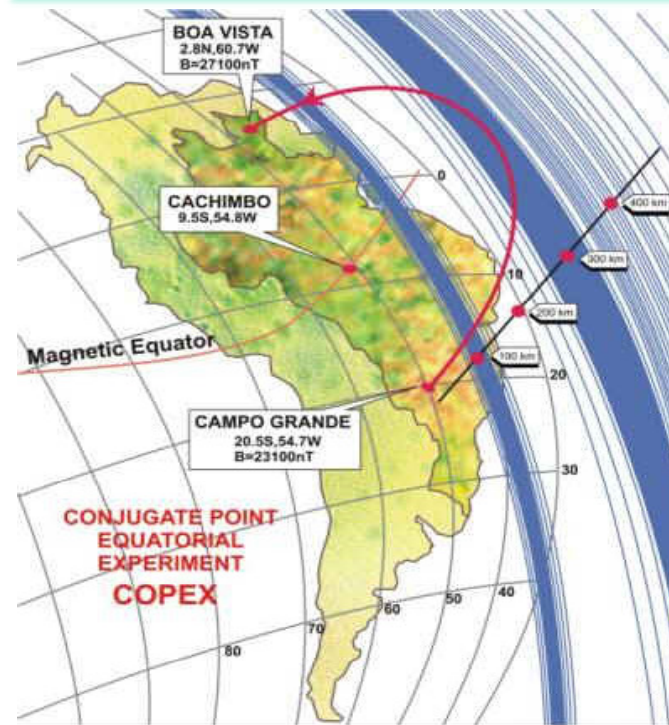 BOA VISTA
2.8N,60.7W
B=27100nT
CACHIMBO
9.5S,54.8W
0
400 km
300 km
10
200 km
Magnetic Equator
100 km
20
CAMPO GRANDE
20.5S,54.7W
B=23100nT
30
CONJUGATE POINT
EQUATORIAL
EXPERIMENT
COPEX
40
50
60
70
80